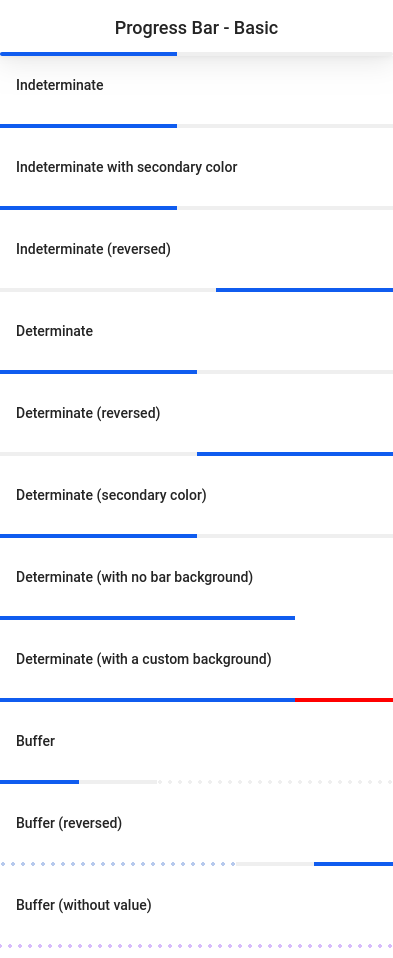 Progress Bar - Basic
Indeterminate
Indeterminate with secondary color
Indeterminate (reversed)
Determinate
Determinate (reversed)
Determinate (secondary color)
Determinate (with no bar background)
Determinate (with a custom background)
Buffer
Buffer (reversed)
Buffer (without value)